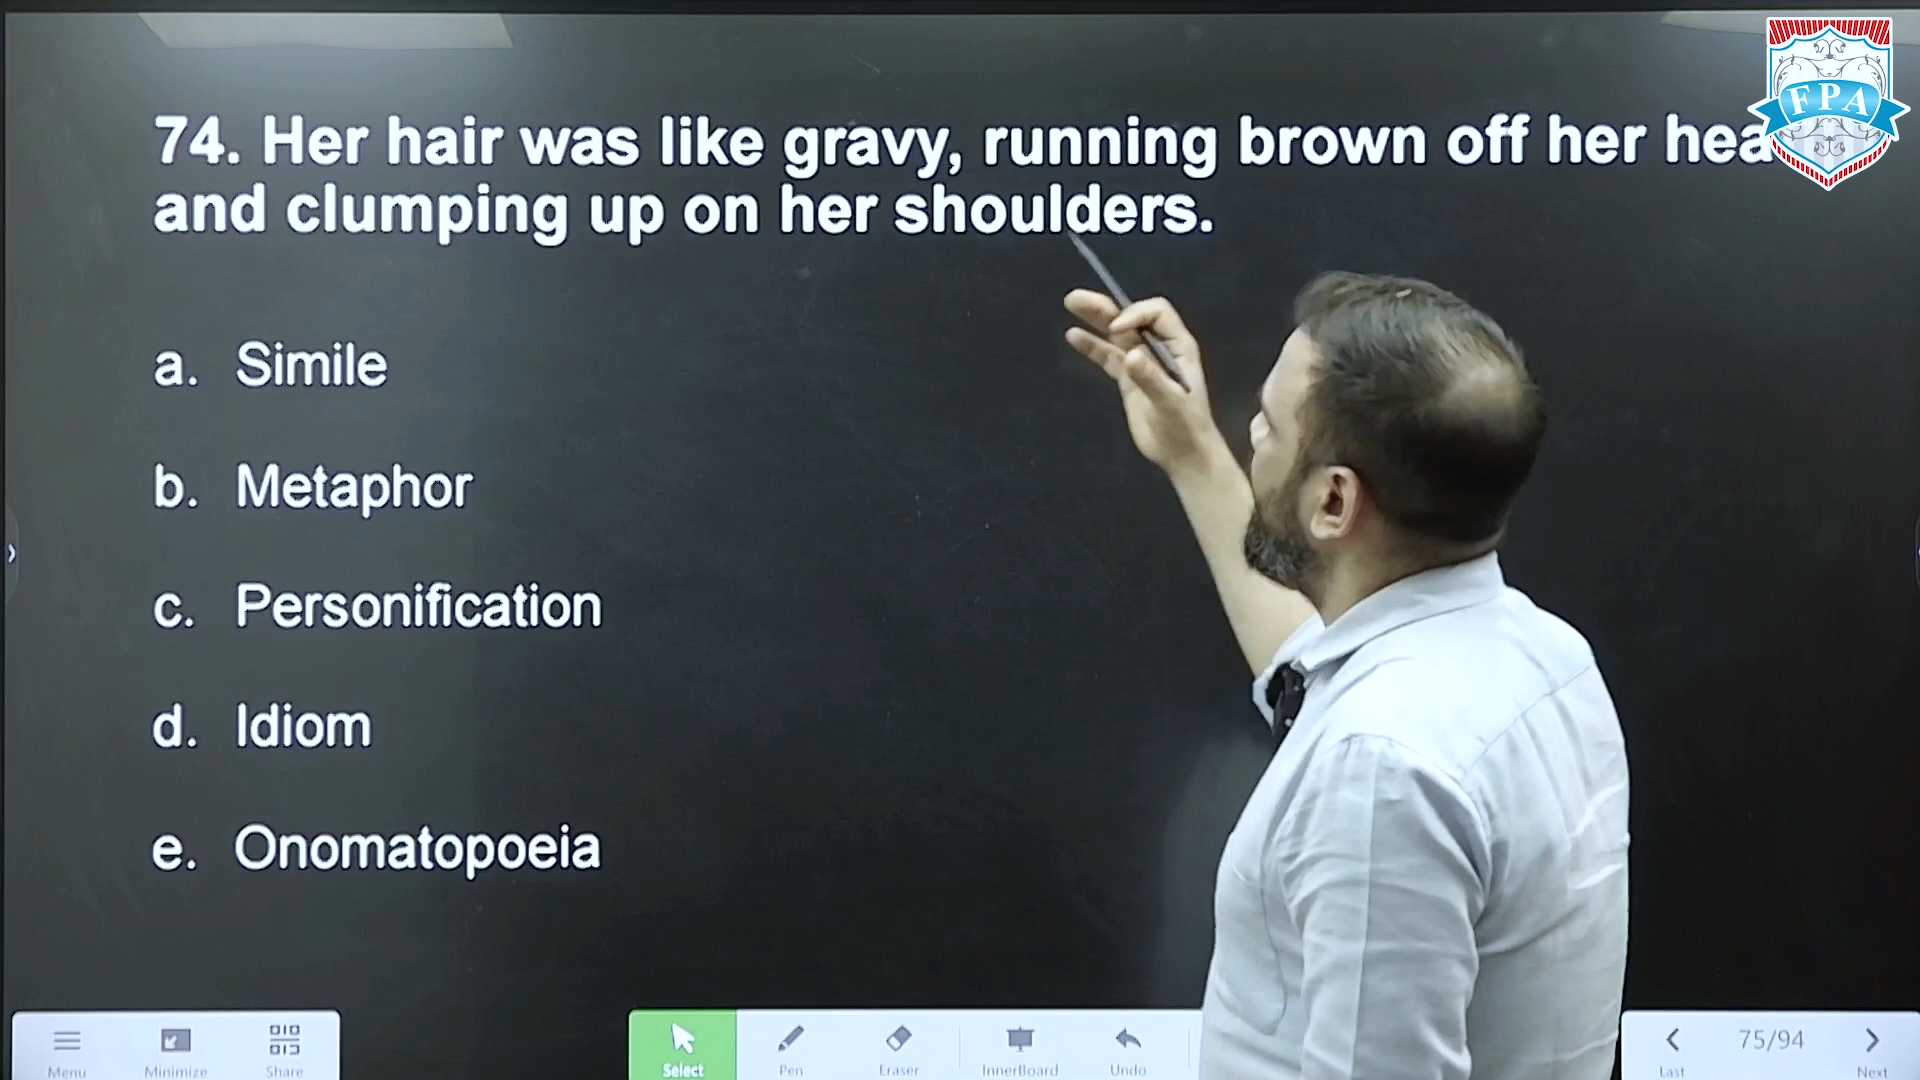 FPA
74. Her hair was like gravy, running brown off her hea
and clumping up on her shoulders.
a. Simile
b. Metaphor
c. Personification
d. Idiom
e. Onomatopoeia
Menu Minimize Share Select Pen Eraser InnerBoard Undo Last 75/94 Next